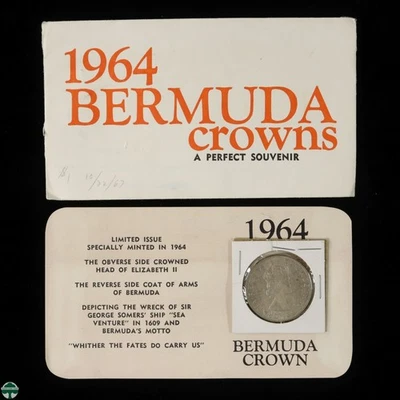 1964
BERMUDA
crowns
A PERFECT SOUVENIR
LIMITED ISSUE
SPECIALLY MINTED IN 1964
THE OBVERSE SIDE CROWNED
HEAD OF ELIZABETH II
THE REVERSE SIDE COAT OF ARMS
OF BERMUDA
DEPICTING THE WRECK OF SIR
GEORGE SOMERS' SHIP "SEA
VENTURE" IN 1609 AND
BERMUDA'S MOTTO
"WHITHER THE FATES DO CARRY US"
1964
BERMUDA
CROWN